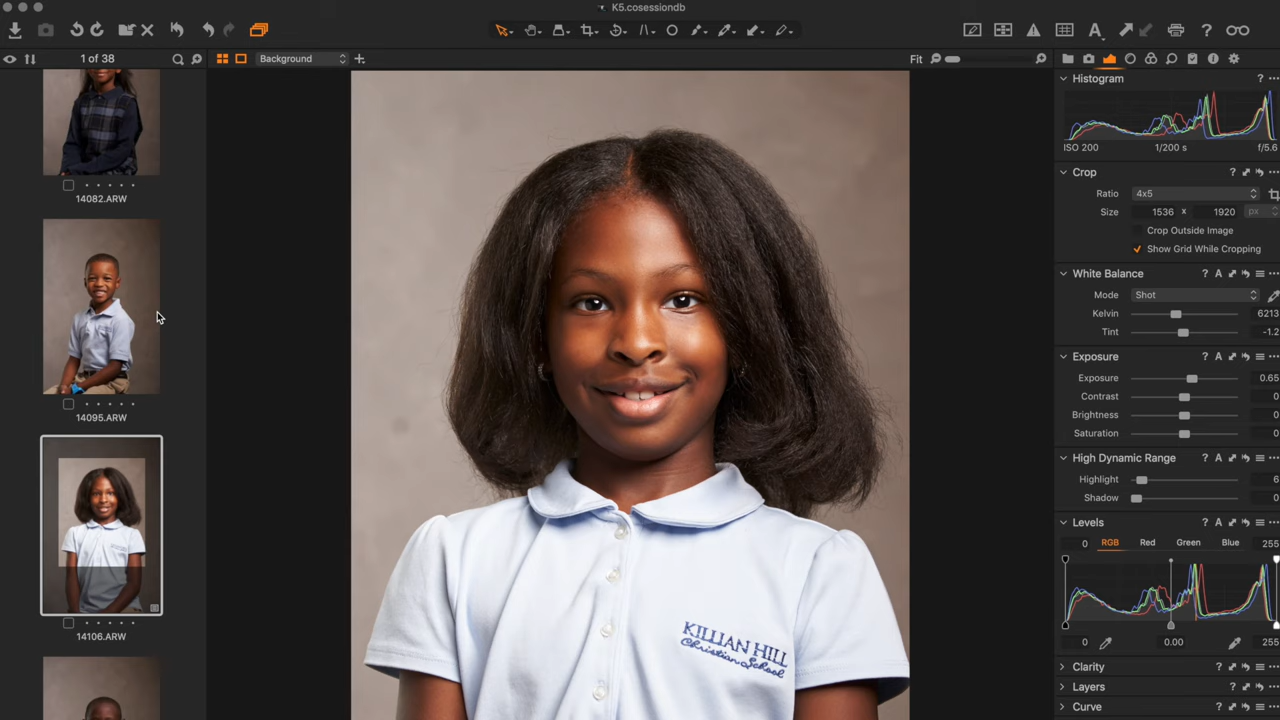 K5.cosessiondb
1 of 38
Background
Fit
14082.ARW
14095.ARW
14106.ARW
KILLIAN HILL
Christian School
Histogram
ISO 200 1/200 s f/5.6
Crop
Ratio 4x5
Size 1536 x 1920 px
Crop Outside Image
Show Grid While Cropping
White Balance
Mode Shot
Kelvin 6213
Tint -1.2
Exposure
Exposure 0.65
Contrast 0
Brightness 0
Saturation 0
High Dynamic Range
Highlight 6
Shadow 0
Levels
0 RGB Red Green Blue 255
0 0.00 255
Clarity
Layers
Curve